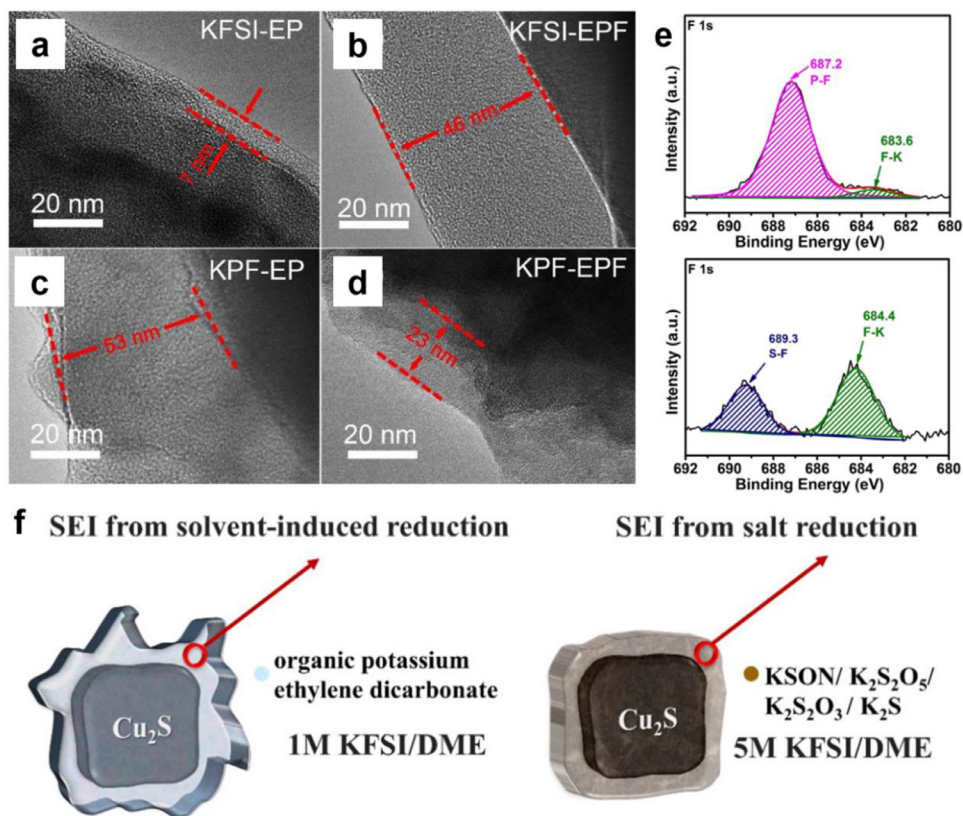 a
KFSI-EP
7 nm
20 nm
b
KFSI-EPF
46 nm
20 nm
c
KPF-EP
53 nm
20 nm
d
KPF-EPF
23 nm
20 nm
e
F 1s
687.2
P-F
683.6
F-K
Intensity (a.u.)
692 690 688 686 684 682 680
Binding Energy (eV)
F 1s
689.3
S-F
684.4
F-K
Intensity (a.u.)
692 690 688 686 684 682 680
Binding Energy (eV)
f
SEI from solvent-induced reduction
Cu₂S
organic potassium
ethylene dicarbonate
1M KFSI/DME
SEI from salt reduction
Cu₂S
KSON/ K₂S₂O₅/
K₂S₂O₃ / K₂S
5M KFSI/DME